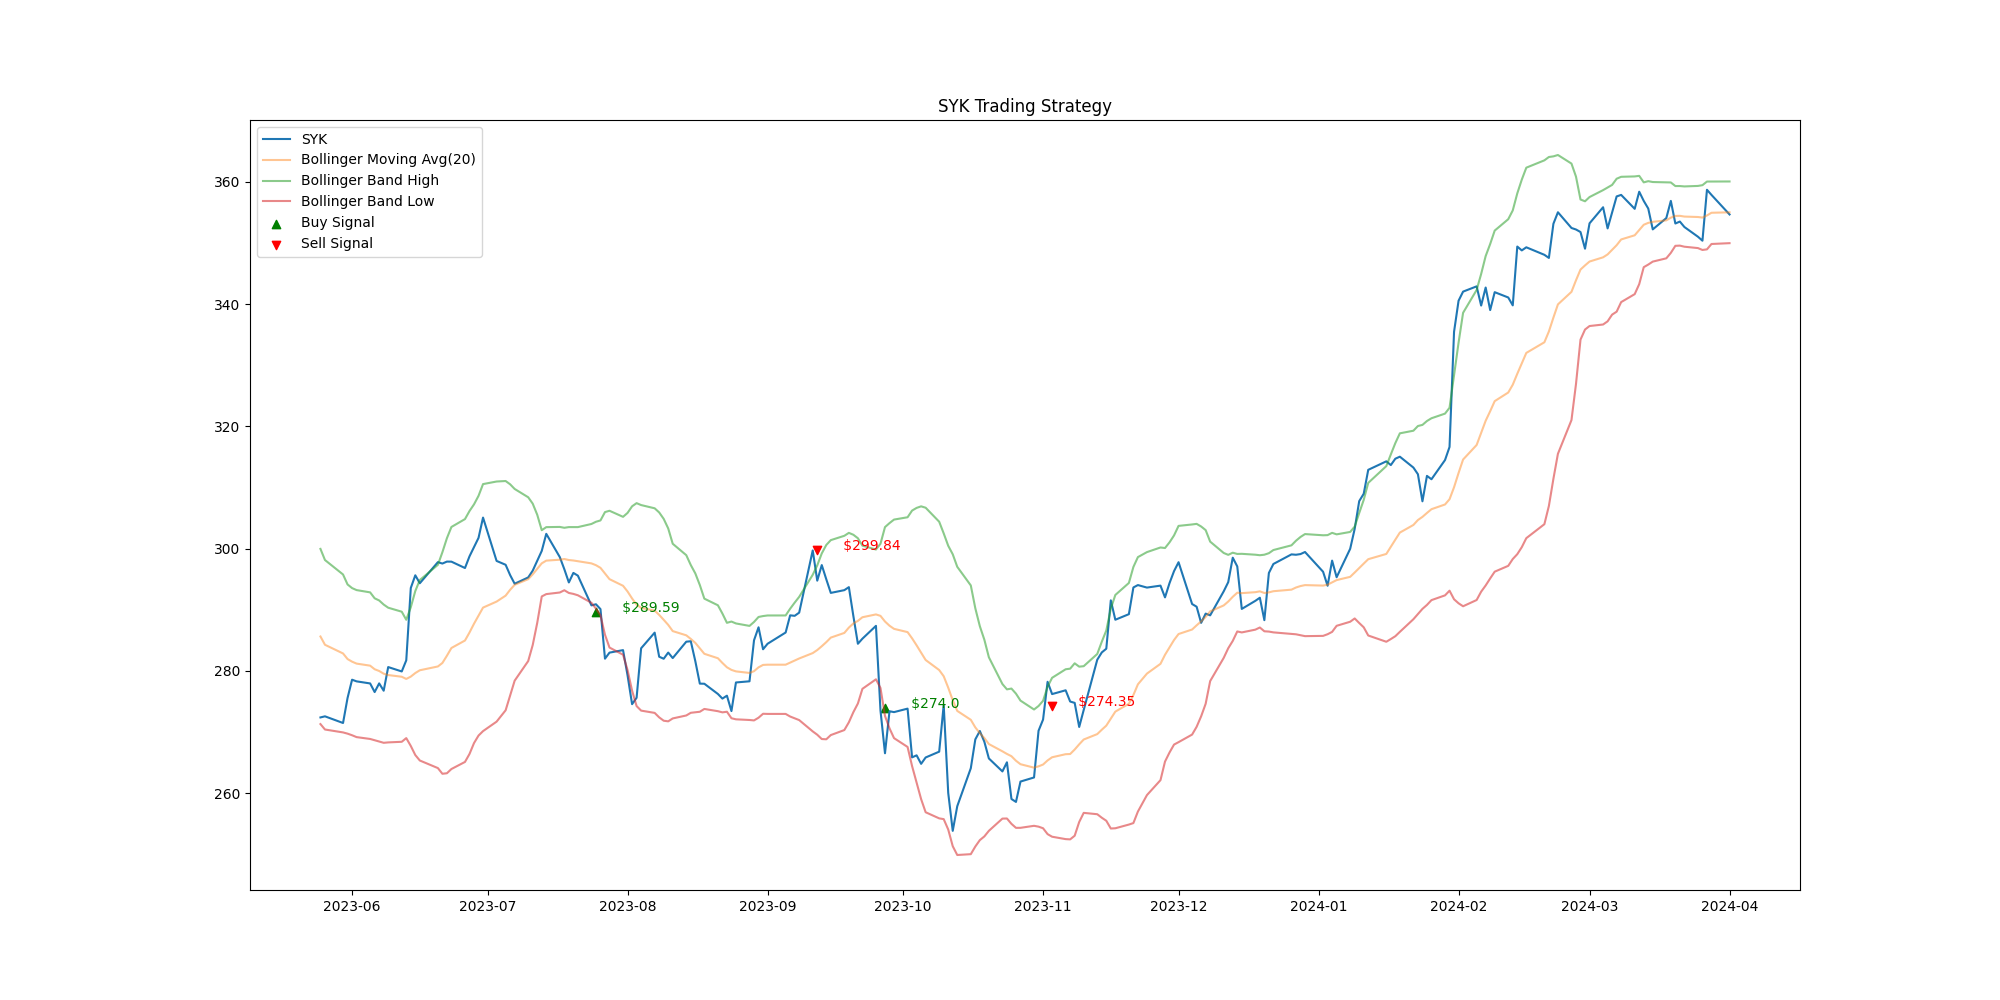 SYK Trading Strategy
SYK
Bollinger Moving Avg(20)
Bollinger Band High
Bollinger Band Low
Buy Signal
Sell Signal
360
340
320
300
280
260
$289.59
$299.84
$274.0
$274.35
2023-06 2023-07 2023-08 2023-09 2023-10 2023-11 2023-12 2024-01 2024-02 2024-03 2024-04